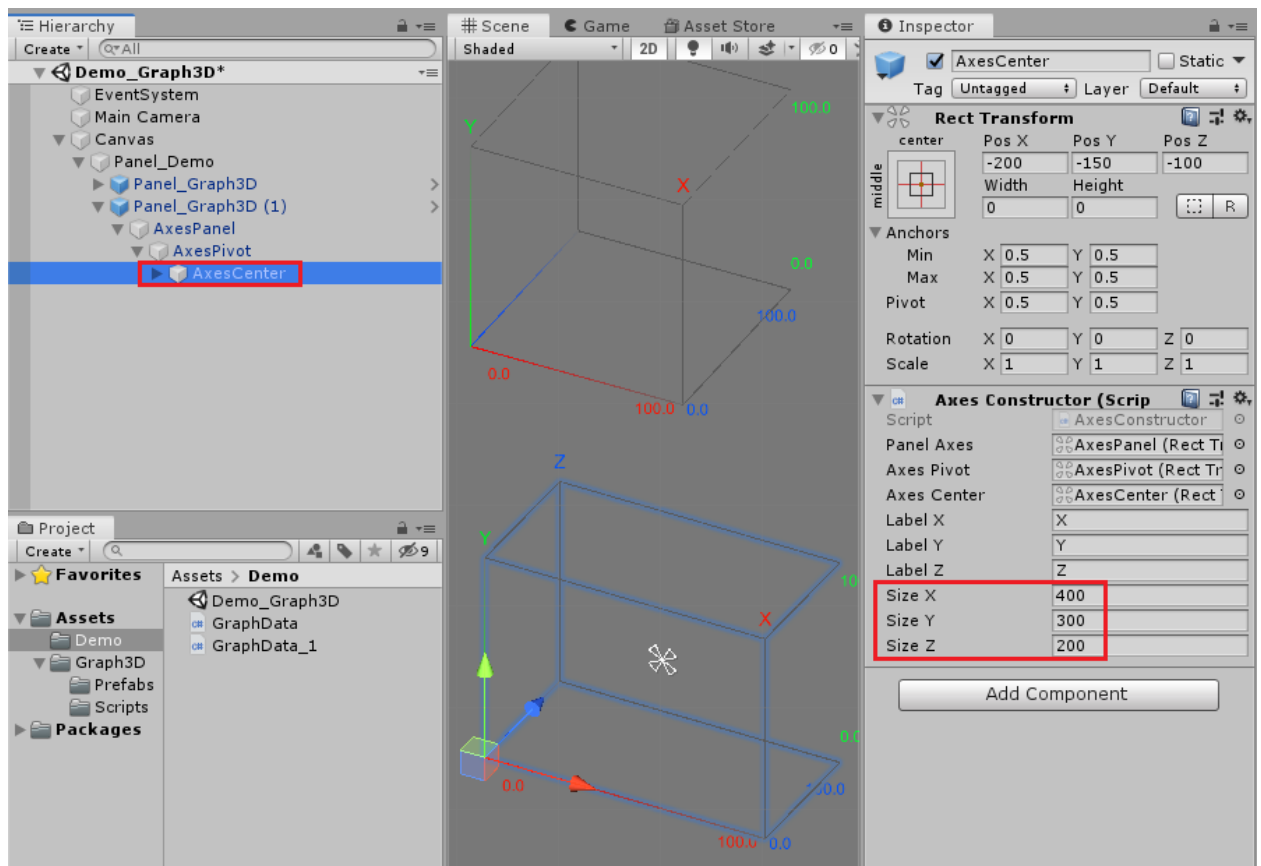 Hierarchy
Create
All
Demo_Graph3D*
EventSystem
Main Camera
Canvas
Panel_Demo
Panel_Graph3D
Panel_Graph3D (1)
AxesPanel
AxesPivot
AxesCenter
Project
Create
9
Favorites
Assets
Demo
Graph3D
Prefabs
Scripts
Packages
Assets > Demo
Demo_Graph3D
GraphData
GraphData_1
Scene Game Asset Store
Shaded 2D 0
100.0
Y
X
0.0
100.0
0.0
100.0 0.0
Z
Y
10
X
0.0
0.0
100.0
100.0 0.0
Inspector
AxesCenter Static
Tag Untagged Layer Default
Rect Transform
center Pos X Pos Y Pos Z
middle -200 -150 -100
Width Height
0 0 R
Anchors
Min X 0.5 Y 0.5
Max X 0.5 Y 0.5
Pivot X 0.5 Y 0.5
Rotation X 0 Y 0 Z 0
Scale X 1 Y 1 Z 1
Axes Constructor (Scrip
Script AxesConstructor
Panel Axes AxesPanel (Rect Tr
Axes Pivot AxesPivot (Rect Tr
Axes Center AxesCenter (Rect
Label X X
Label Y Y
Label Z Z
Size X 400
Size Y 300
Size Z 200
Add Component